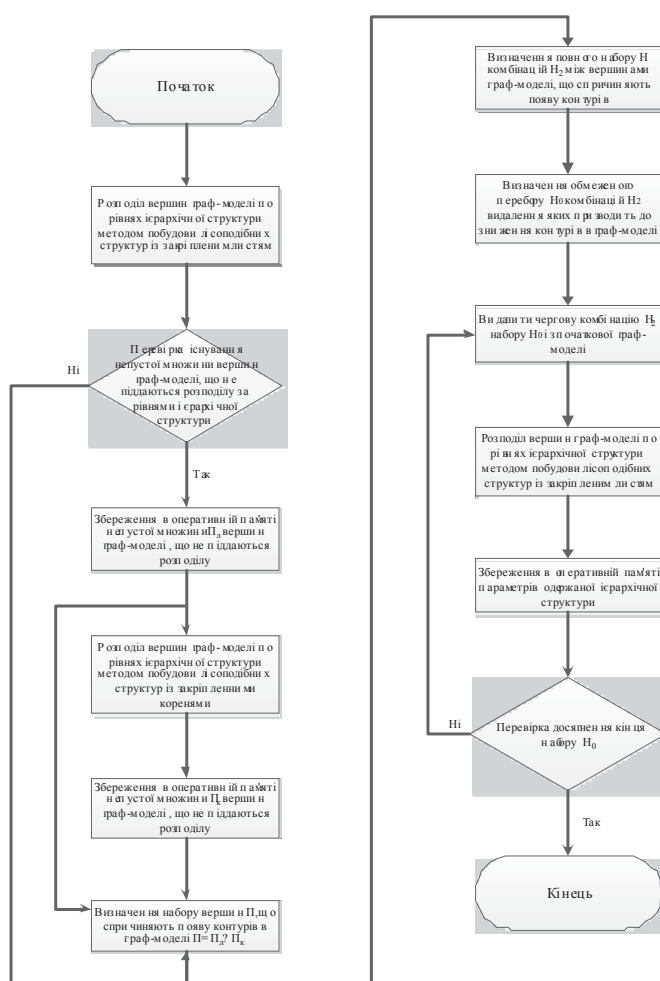 Початок
Розподіл вершин граф-моделі по
рівнях ієрархічної структури
методом побудови лісоподібних
структур із закріпленим листям
Перевірка існування
непустої множини вершин
граф-моделі, що не
піддаються розподілу за
рівнями ієрархічної
структури
Ні
Так
Збереження в оперативній пам'яті
непустої множини Пл вершин
граф-моделі, що не піддаються
розподілу
Розподіл вершин граф-моделі по
рівнях ієрархічної структури
методом побудови лісоподібних
структур із закріпленними
коренями
Збереження в оперативній пам'яті
непустої множини Пк вершин
граф-моделі, що не піддаються
розподілу
Визначення набору вершин П,що
спричиняють появу контурів в
граф-моделі П=Пл? Пк
Визначення повного набору Н
комбінацій Н2 між вершинами
граф-моделі, що спричиняють
появу контурів
Визначення обмеженого
перебору Н0 комбінацій Н2
видалення яких призводить до
зниження контурів в граф-моделі
Видалити чергову комбінацію Н2
набору Н0 із початкової граф-
моделі
Розподіл вершин граф-моделі по
рівнях ієрархічної структури
методом побудови лісоподібних
структур із закріпленим листям
Збереження в оперативній пам'яті
параметрів одержаної ієрархічної
структури
Ні
Перевірка досягнення кінця
набору Н0
Так
Кінець